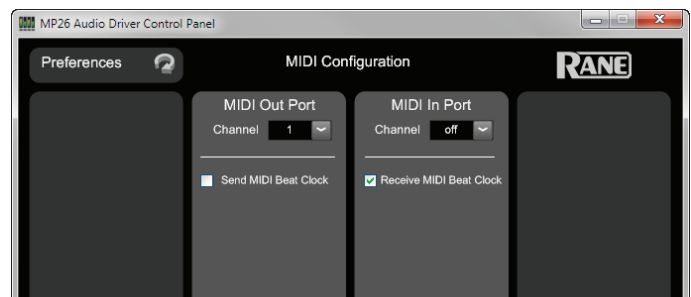 MP26 Audio Driver Control Panel
Preferences
MIDI Configuration
RANE
MIDI Out Port
Channel 1
Send MIDI Beat Clock
MIDI In Port
Channel off
Receive MIDI Beat Clock